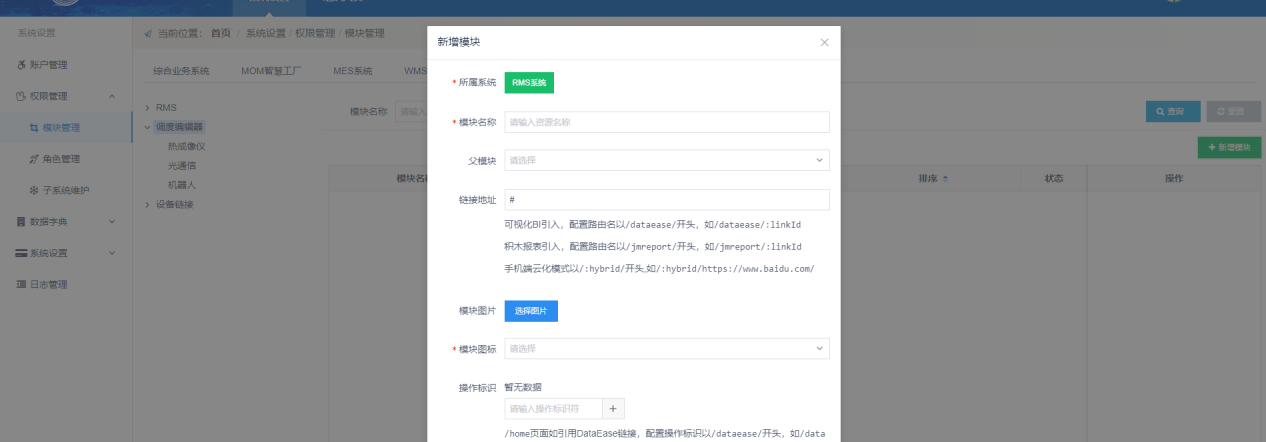 系统设置
当前位置: 首页 / 系统设置 / 权限管理 / 模块管理
账户管理
权限管理
模块管理
角色管理
子系统维护
数据字典
系统设置
日志管理
综合业务系统 MOM智慧工厂 MES系统 WMS
RMS
调度编辑器
热成像仪
光通信
机器人
设备链接
模块名称 请输入
查询
重置
+ 新增模块
排序 状态 操作
新增模块
* 所属系统 RMS系统
* 模块名称 请输入资源名称
父模块 请选择
链接地址 #
可视化BI引入，配置路由名以/dataease/开头，如/dataease/:linkId
积木报表引入，配置路由名以/jmreport/开头，如/jmreport/:linkId
手机端云化模式以/:hybrid/开头,如/:hybrid/https://www.baidu.com/
模块图片 选择图片
* 模块图标 请选择
操作标识 暂无数据
请输入操作标识符 +
/home页面如引用DataEase链接，配置操作标识以/dataease/开头，如/data